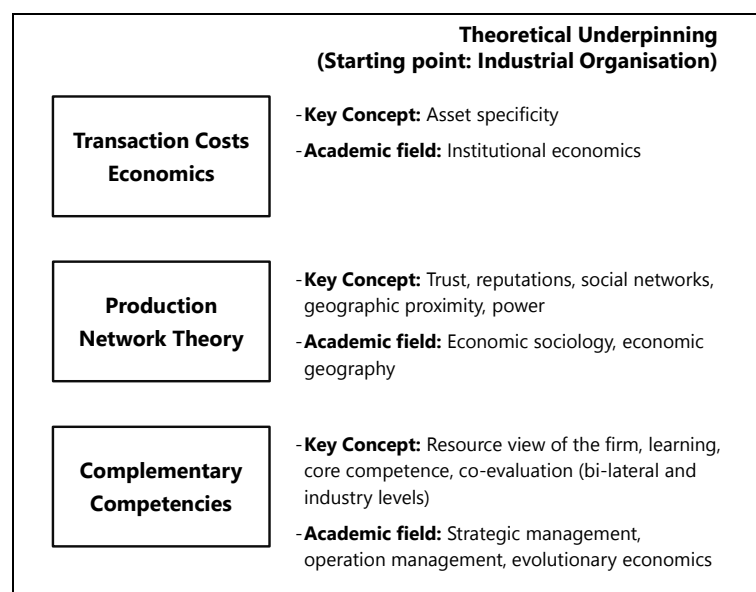 Theoretical Underpinning
(Starting point: Industrial Organisation)
Transaction Costs
Economics
-Key Concept: Asset specificity
-Academic field: Institutional economics
Production
Network Theory
-Key Concept: Trust, reputations, social networks,
geographic proximity, power
-Academic field: Economic sociology, economic
geography
Complementary
Competencies
-Key Concept: Resource view of the firm, learning,
core competence, co-evaluation (bi-lateral and
industry levels)
-Academic field: Strategic management,
operation management, evolutionary economics